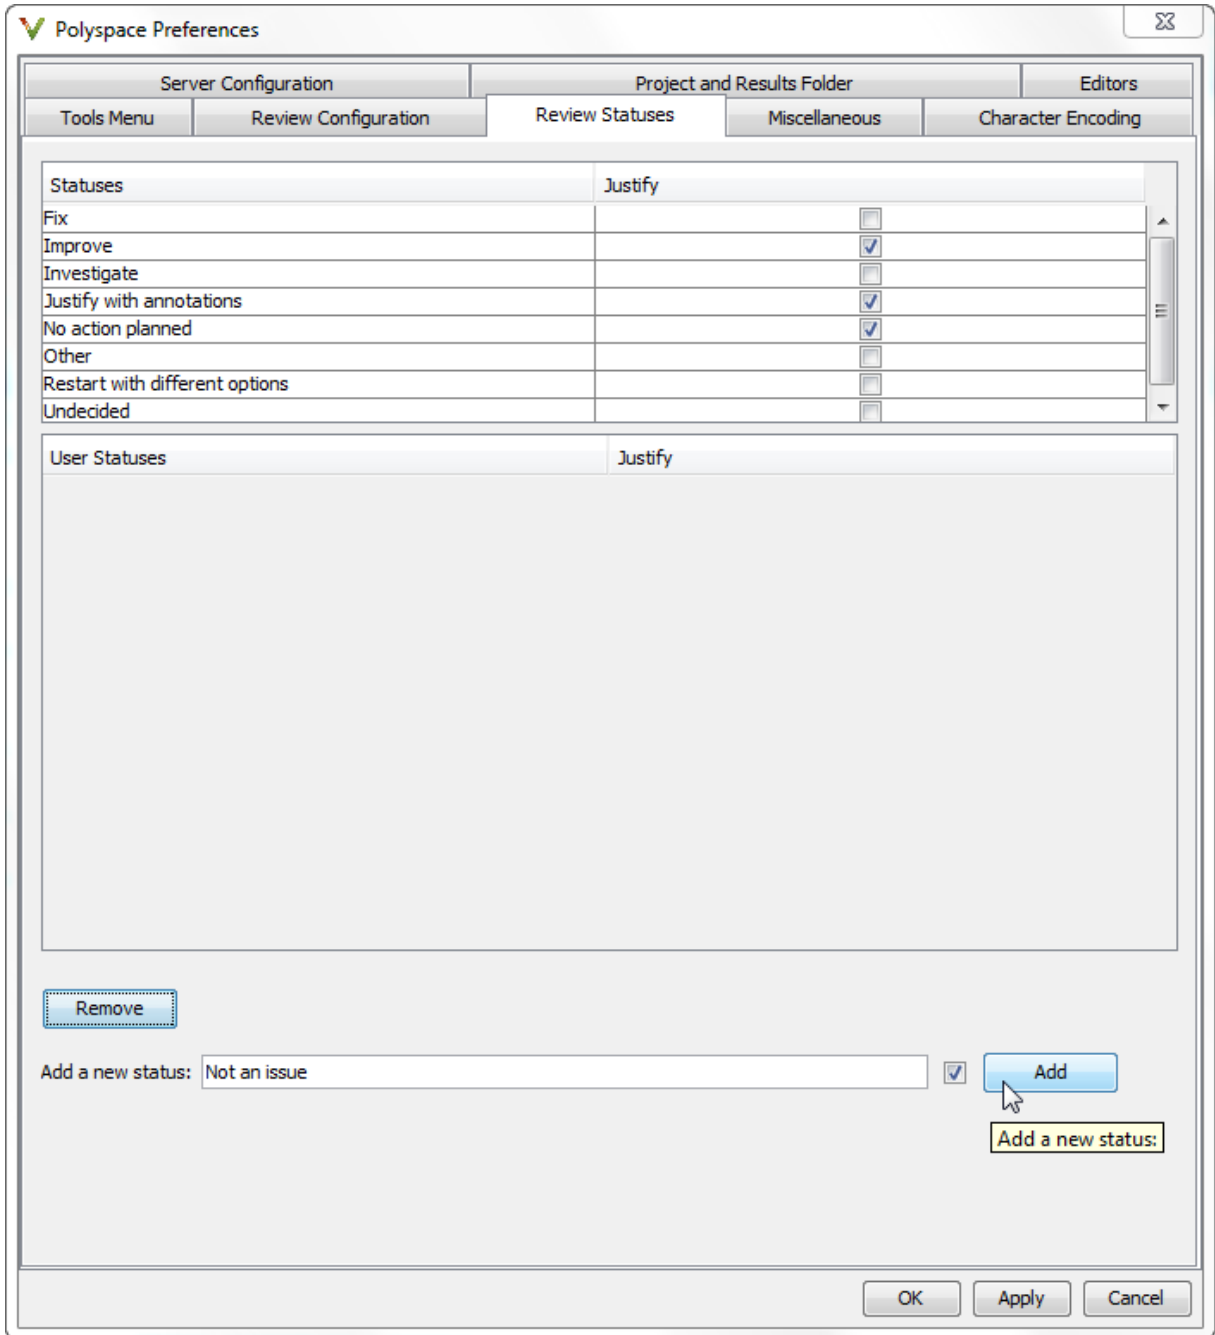 Polyspace Preferences
Server Configuration Project and Results Folder Editors
Tools Menu Review Configuration Review Statuses Miscellaneous Character Encoding
Statuses Justify
Fix
Improve
Investigate
Justify with annotations
No action planned
Other
Restart with different options
Undecided
User Statuses Justify
Remove
Add a new status: Not an issue Add
Add a new status:
OK Apply Cancel